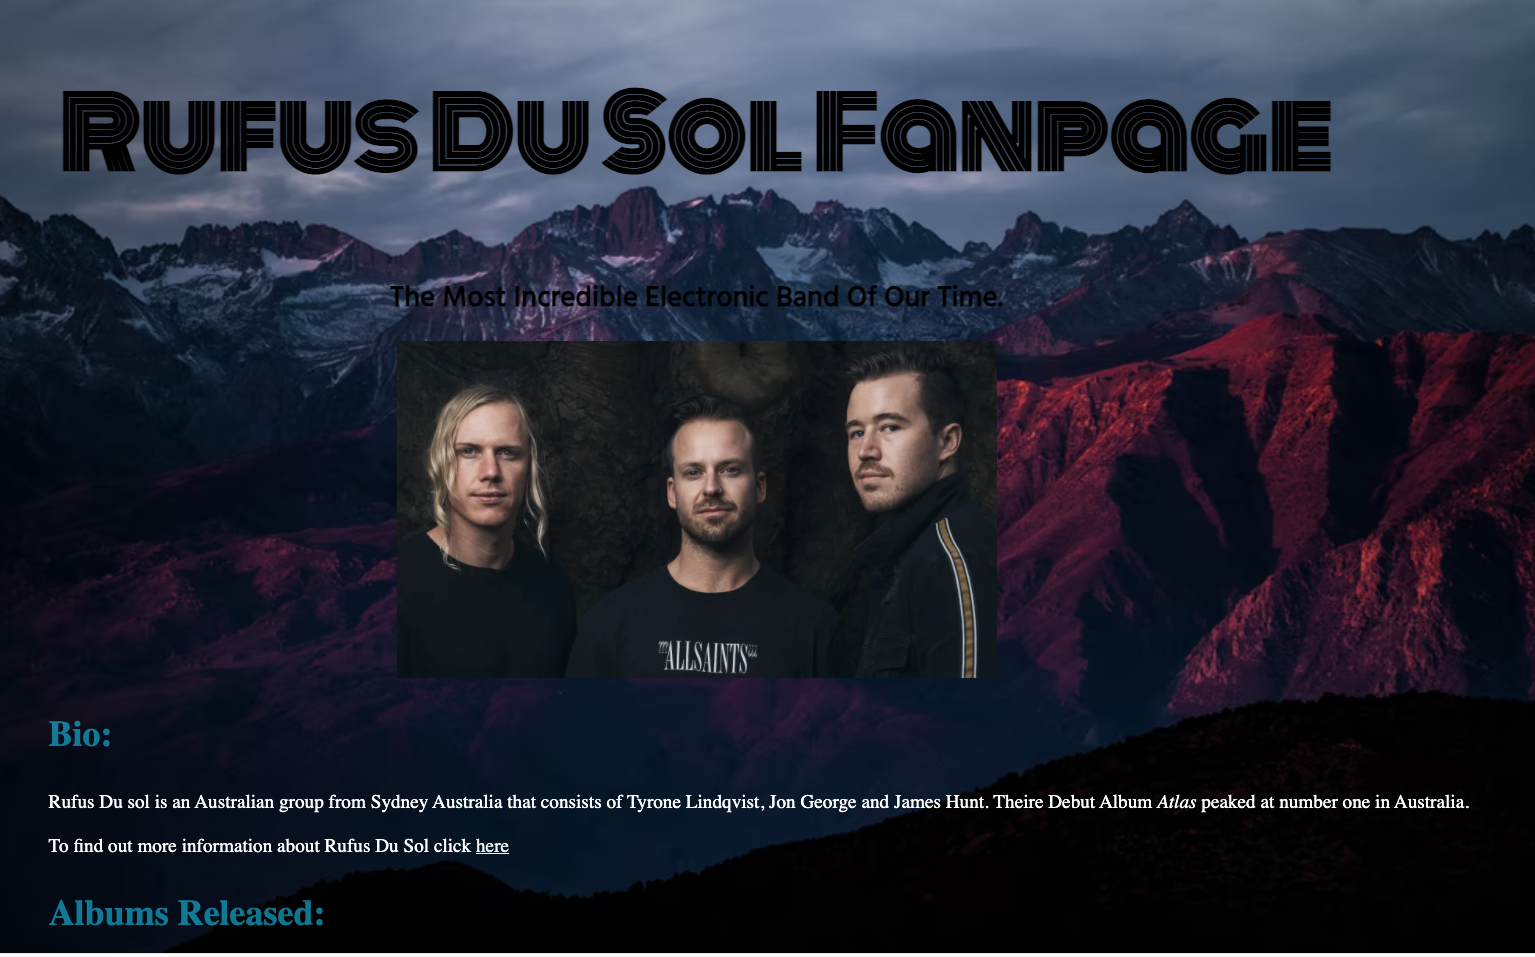 Rufus Du Sol Fanpage
The Most Incredible Electronic Band Of Our Time.
ALLSAINTS
Bio:
Rufus Du sol is an Australian group from Sydney Australia that consists of Tyrone Lindqvist, Jon George and James Hunt. Theire Debut Album Atlas peaked at number one in Australia.
To find out more information about Rufus Du Sol click here
Albums Released: